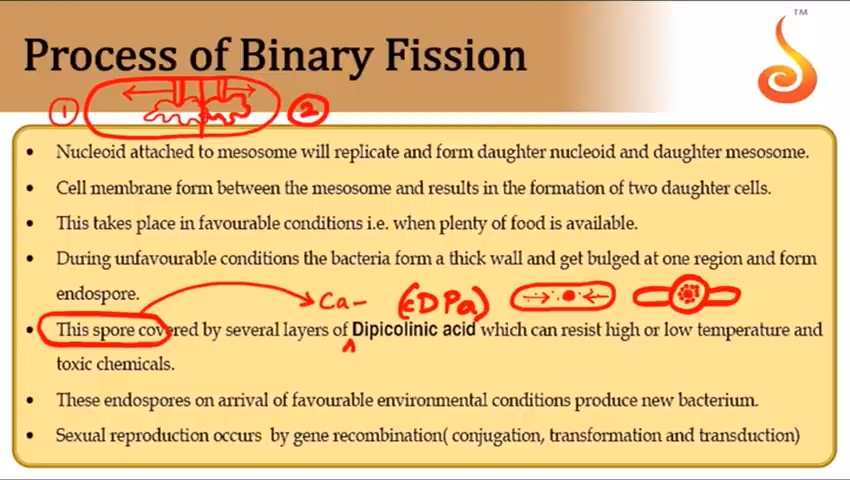 TM
Process of Binary Fission
1 2
• Nucleoid attached to mesosome will replicate and form daughter nucleoid and daughter mesosome.
• Cell membrane form between the mesosome and results in the formation of two daughter cells.
• This takes place in favourable conditions i.e. when plenty of food is available.
• During unfavourable conditions the bacteria form a thick wall and get bulged at one region and form
endospore.
Ca- (CDPa)
• This spore covered by several layers of Dipicolinic acid which can resist high or low temperature and
toxic chemicals.
• These endospores on arrival of favourable environmental conditions produce new bacterium.
• Sexual reproduction occurs by gene recombination( conjugation, transformation and transduction)